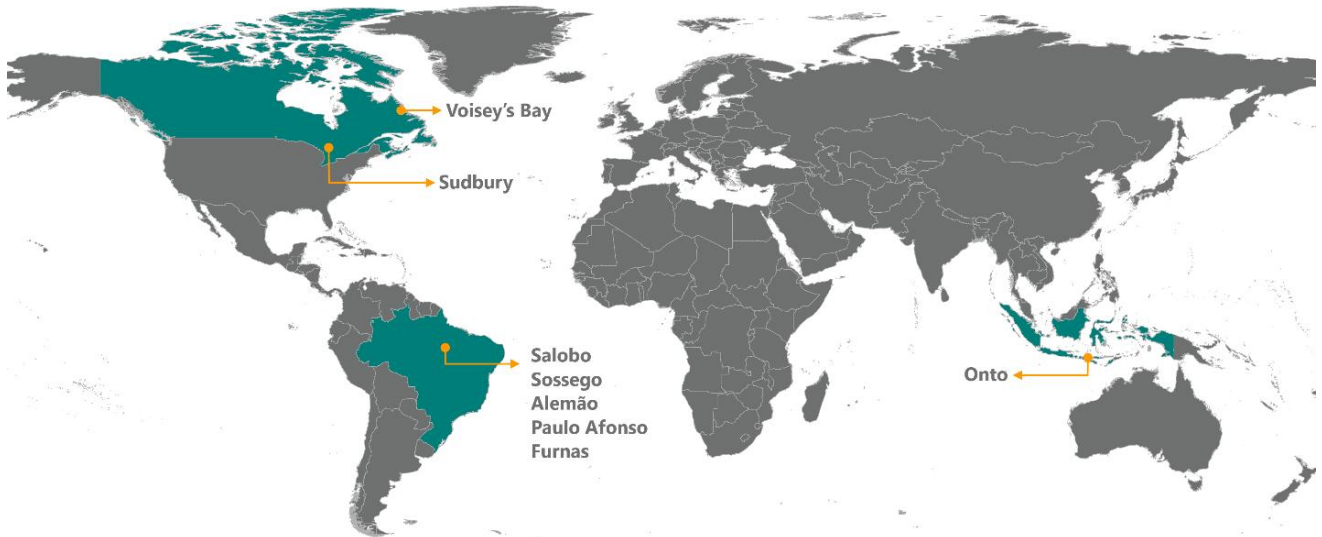 Voisey’s Bay
Sudbury
Salobo
Sossego
Alemão
Paulo Afonso
Furnas
Onto